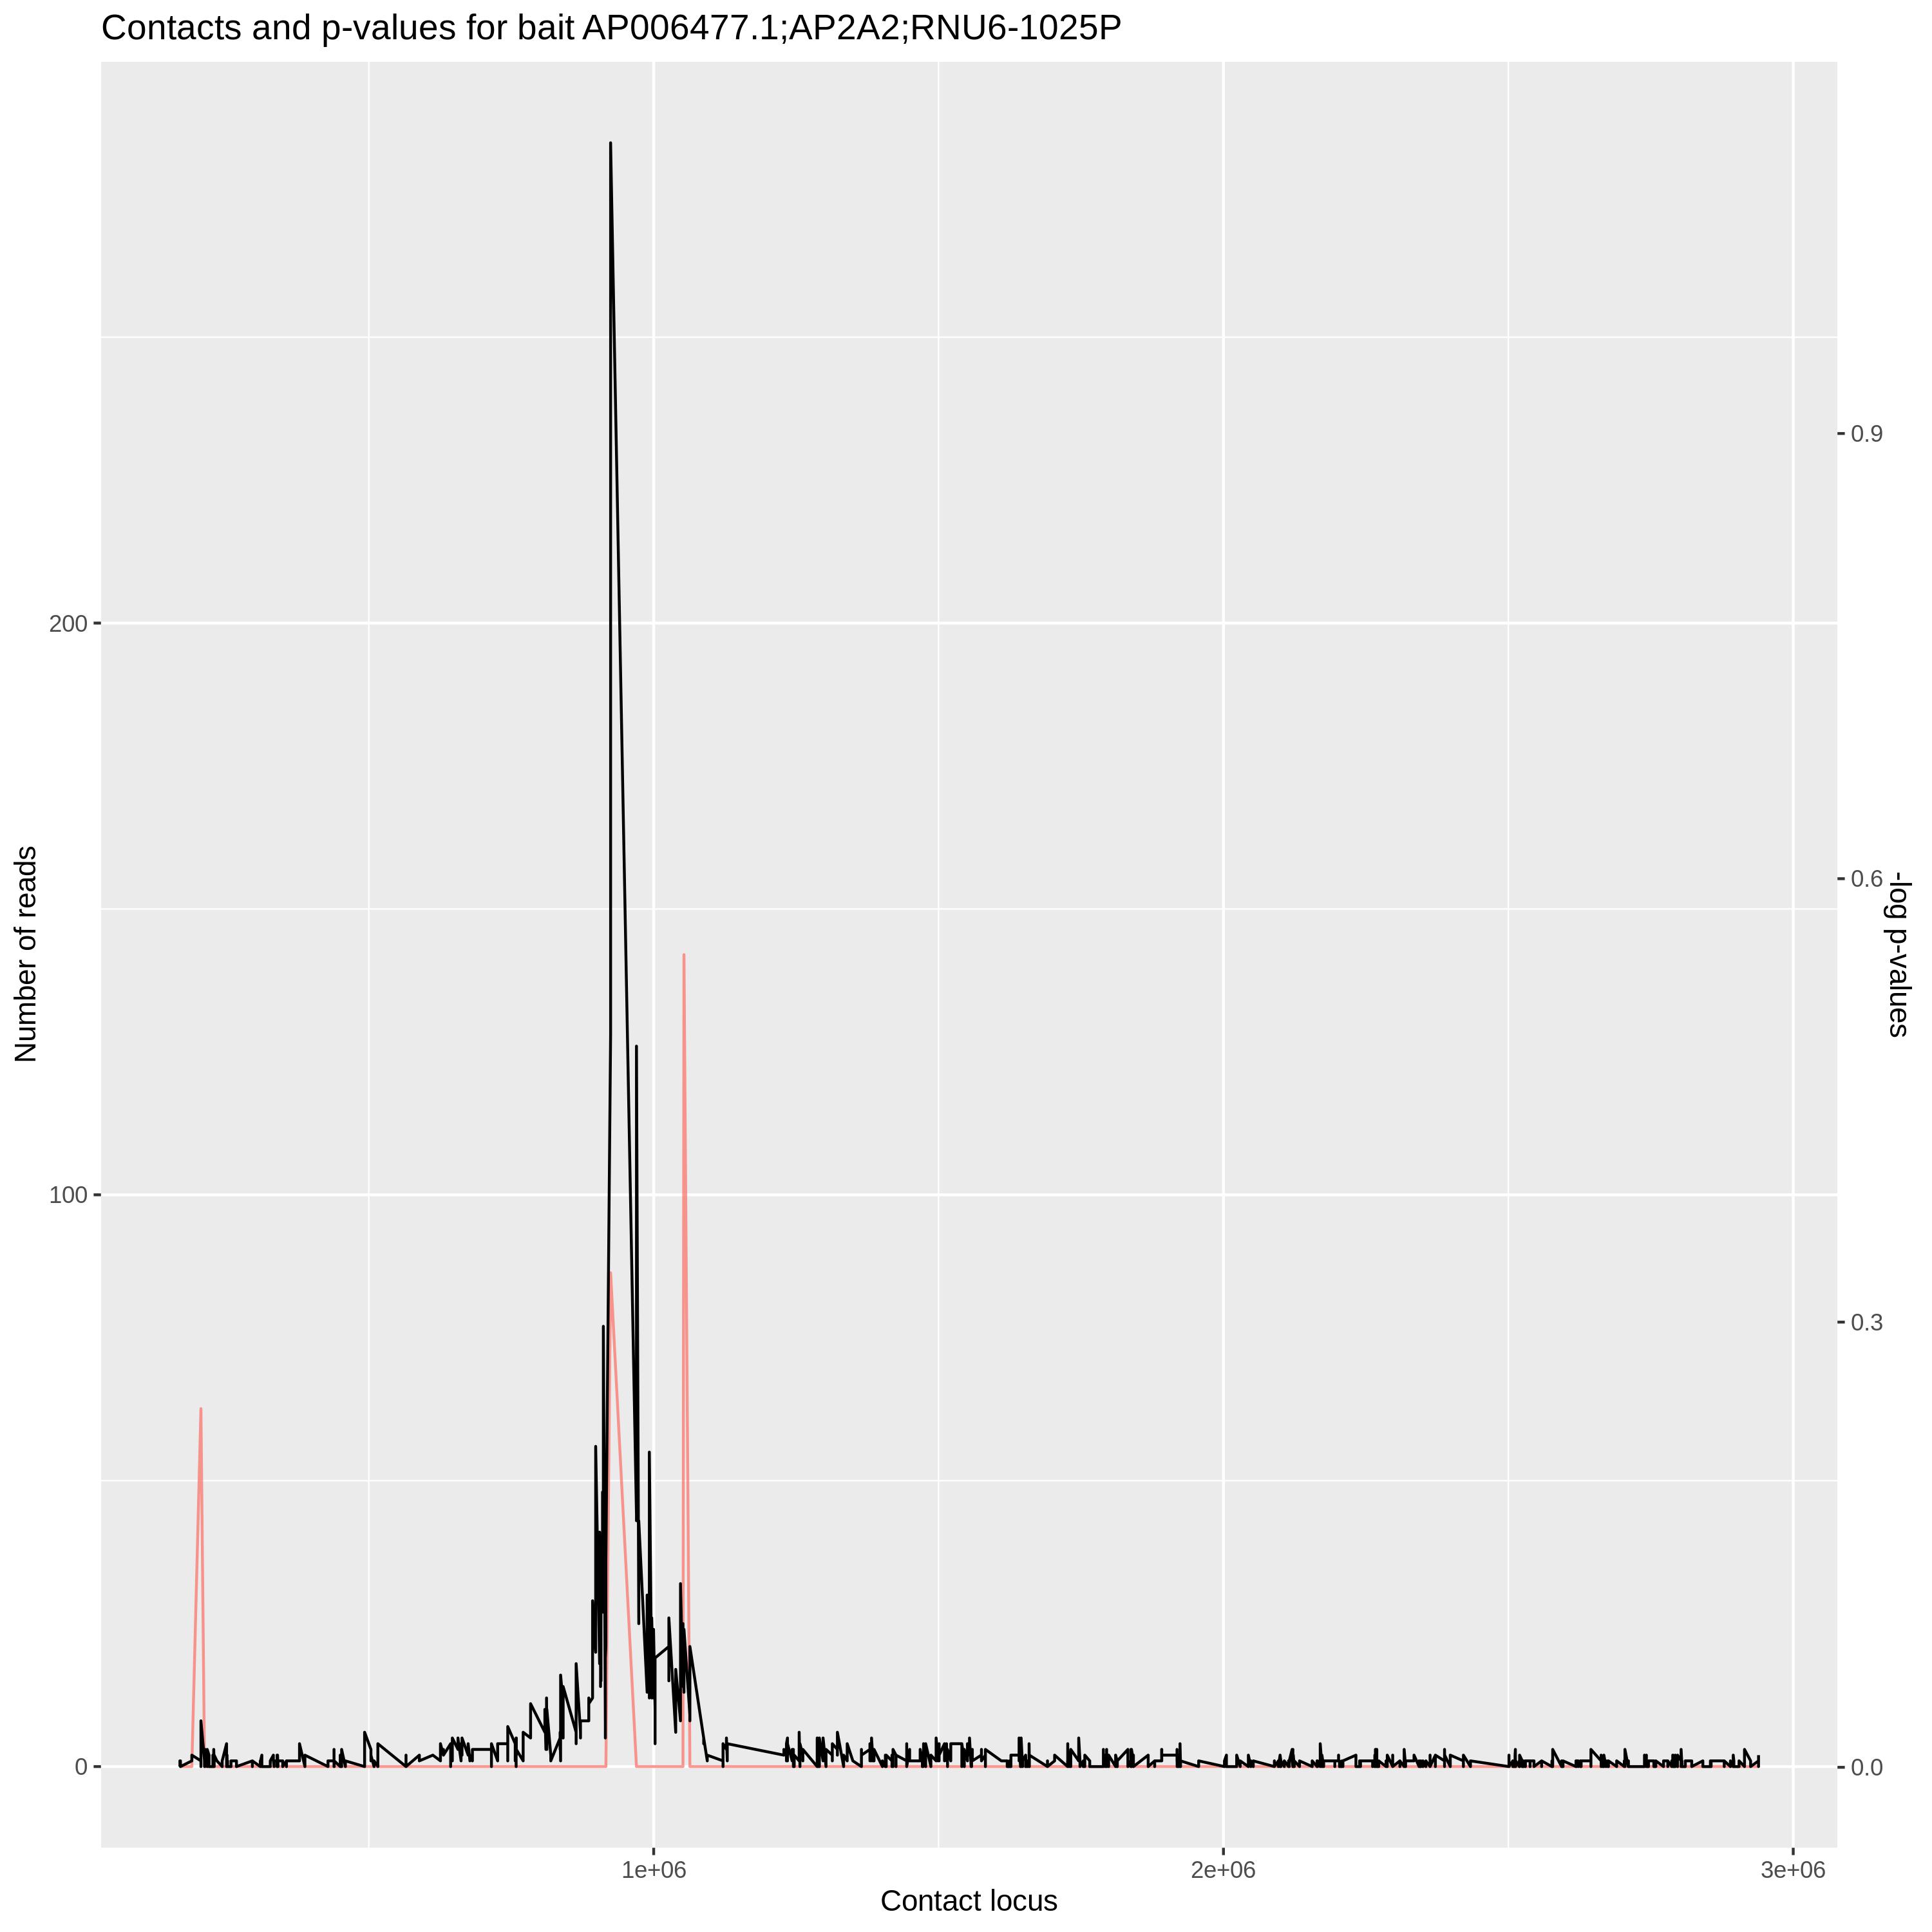 Contacts and p-values for bait AP006477.1;AP2A2;RNU6-1025P
200
100
0
Number of reads
0.9
0.6
0.3
0.0
-log p-values
1e+06
2e+06
3e+06
Contact locus